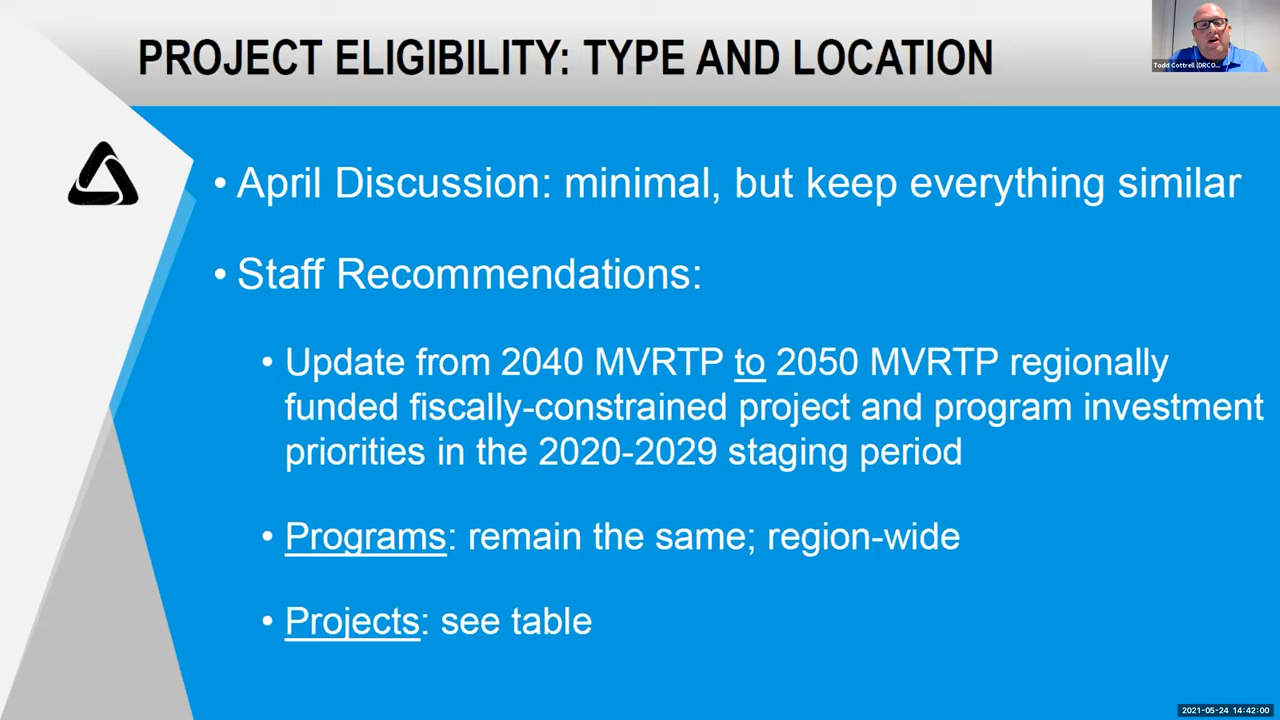 PROJECT ELIGIBILITY: TYPE AND LOCATION
Todd Cottrell (DRCO...
• April Discussion: minimal, but keep everything similar
• Staff Recommendations:
• Update from 2040 MVRTP to 2050 MVRTP regionally
funded fiscally-constrained project and program investment
priorities in the 2020-2029 staging period
• Programs: remain the same; region-wide
• Projects: see table
2021-05-24 14:42:00